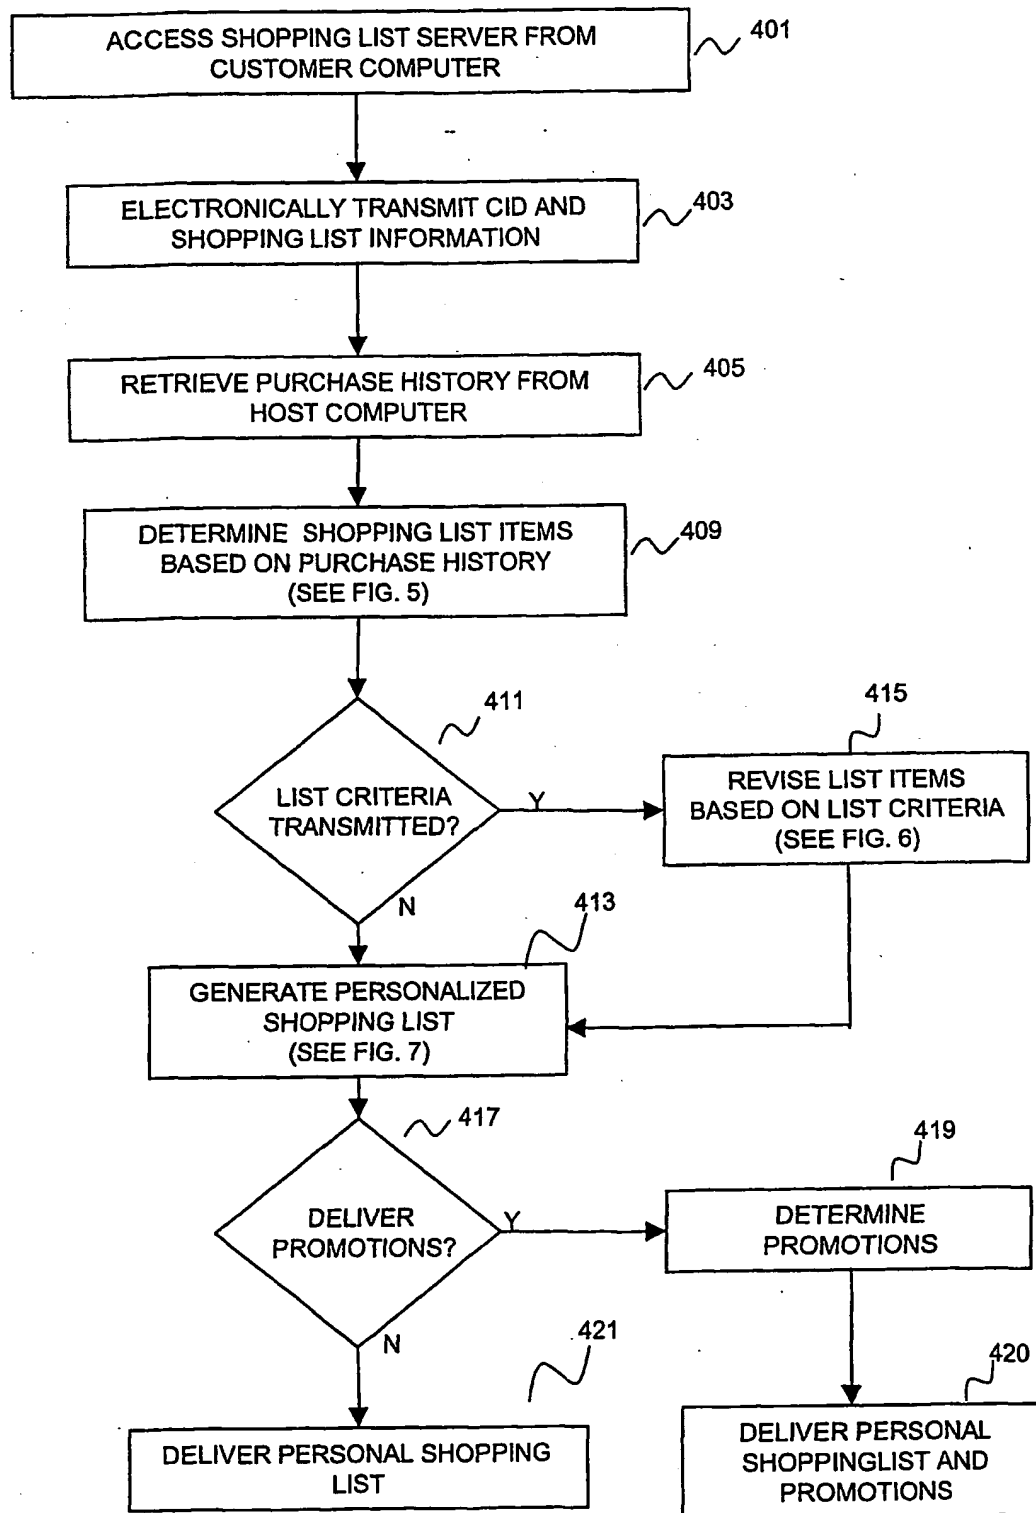 ACCESS SHOPPING LIST SERVER FROM
CUSTOMER COMPUTER
401
ELECTRONICALLY TRANSMIT CID AND
SHOPPING LIST INFORMATION
403
RETRIEVE PURCHASE HISTORY FROM
HOST COMPUTER
405
DETERMINE SHOPPING LIST ITEMS
BASED ON PURCHASE HISTORY
(SEE FIG. 5)
409
411
LIST CRITERIA
TRANSMITTED?
Y
N
415
REVISE LIST ITEMS
BASED ON LIST CRITERIA
(SEE FIG. 6)
413
GENERATE PERSONALIZED
SHOPPING LIST
(SEE FIG. 7)
417
DELIVER
PROMOTIONS?
Y
N
419
DETERMINE
PROMOTIONS
421
DELIVER PERSONAL SHOPPING
LIST
420
DELIVER PERSONAL
SHOPPINGLIST AND
PROMOTIONS